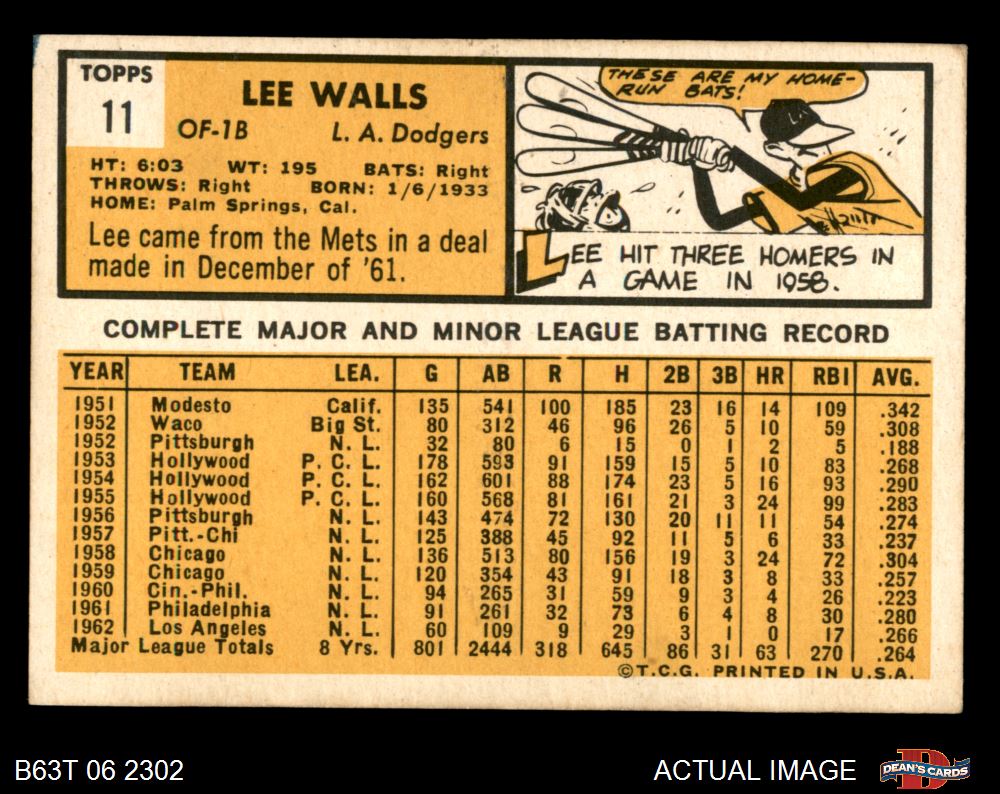 TOPPS
11
LEE WALLS
OF-1B L. A. Dodgers
HT: 6:03 WT: 195 BATS: Right
THROWS: Right BORN: 1/6/1933
HOME: Palm Springs, Cal.
Lee came from the Mets in a deal
made in December of '61.
THESE ARE MY HOME-
RUN BATS!
LA
LEE HIT THREE HOMERS IN
A GAME IN 1958.
COMPLETE MAJOR AND MINOR LEAGUE BATTING RECORD
YEAR TEAM LEA. G AB R H 2B 3B HR RBI AVG.
1951 Modesto Calif. 135 541 100 185 23 16 14 109 .342
1952 Waco Big St. 80 312 46 96 26 5 10 59 .308
1952 Pittsburgh N. L. 32 80 6 15 0 1 2 5 .188
1953 Hollywood P. C. L. 178 593 91 159 15 5 10 83 .268
1954 Hollywood P. C. L. 162 601 88 174 23 5 16 93 .290
1955 Hollywood P. C. L. 160 568 81 161 21 3 24 99 .283
1956 Pittsburgh N. L. 143 474 72 130 20 11 11 54 .274
1957 Pitt.-Chi N. L. 125 388 45 92 11 5 6 33 .237
1958 Chicago N. L. 136 513 80 156 19 3 24 72 .304
1959 Chicago N. L. 120 354 43 91 18 3 8 33 .257
1960 Cin.-Phil. N. L. 94 265 31 59 9 3 4 26 .223
1961 Philadelphia N. L. 91 261 32 73 6 4 8 30 .280
1962 Los Angeles N. L. 60 109 9 29 3 1 0 17 .266
Major League Totals 8 Yrs. 801 2444 318 645 86 31 63 270 .264
©T.C.G. PRINTED IN U.S.A.
B63T 06 2302 ACTUAL IMAGE
D
DEAN'S CARDS